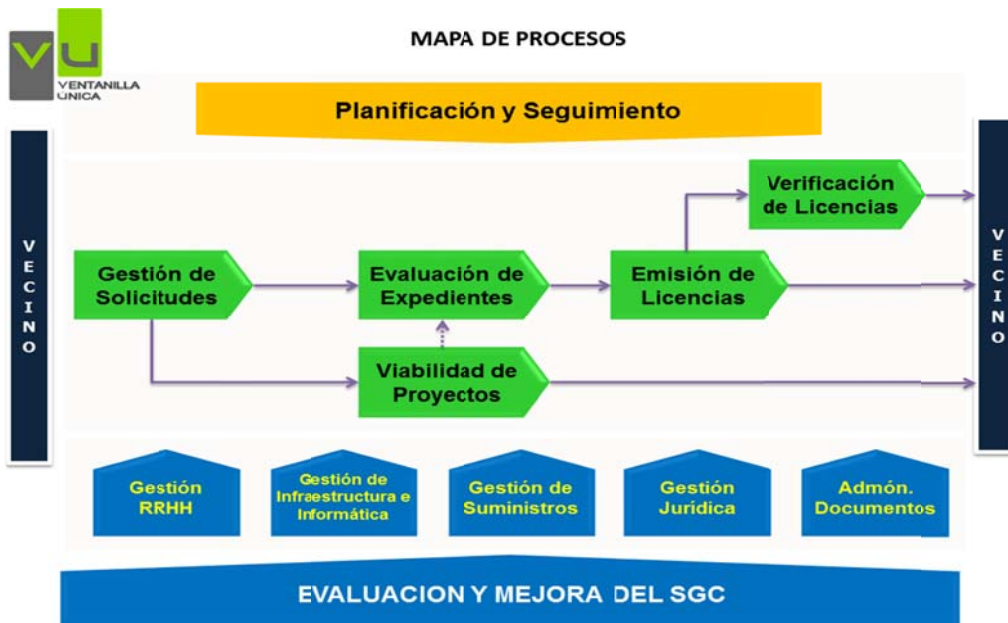 VU
VENTANILLA
ÚNICA
MAPA DE PROCESOS
Planificación y Seguimiento
VECINO
Verificación
de Licencias
Gestión de
Solicitudes
Evaluación de
Expedientes
Emisión de
Licencias
Viabilidad de
Proyectos
VECINO
Gestión
RRHH
Gestión de
Infraestructura e
Informática
Gestión de
Suministros
Gestión
Jurídica
Admón.
Documentos
EVALUACION Y MEJORA DEL SGC